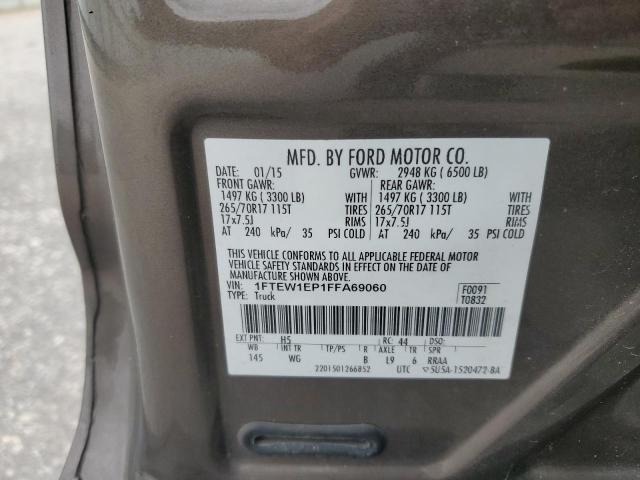 MFD. BY FORD MOTOR CO.
DATE: 01/15 GVWR: 2948 KG ( 6500 LB)
FRONT GAWR: REAR GAWR:
1497 KG ( 3300 LB) WITH 1497 KG ( 3300 LB) WITH
265/70R17 115T TIRES 265/70R17 115T TIRES
17x7.5J RIMS 17x7.5J RIMS
AT 240 kPa/ 35 PSI COLD AT 240 kPa/ 35 PSI COLD
THIS VEHICLE CONFORMS TO ALL APPLICABLE FEDERAL MOTOR
VEHICLE SAFETY STANDARDS IN EFFECT ON THE DATE OF
MANUFACTURE SHOWN ABOVE.
VIN: 1FTEW1EP1FFA69060 F0091
TYPE: Truck T0832
EXT PNT: H5 RC: 44 DSO:
WB INT TR TP/PS R AXLE TR SPR
145 WG B L9 6 RRAA
2201501266852 UTC ▽5U5A-1520472-BA